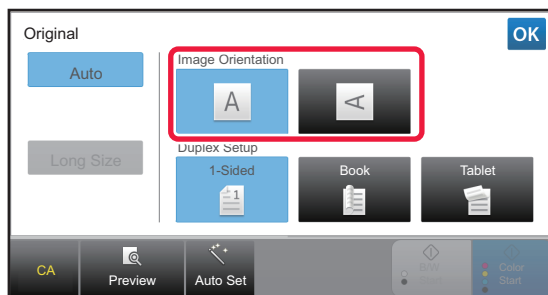 Original
OK
Auto
Image Orientation
A
A
Long Size
Duplex Setup
1-Sided
Book
Tablet
1
CA
Preview
Auto Set
B/W
Start
Color
Start